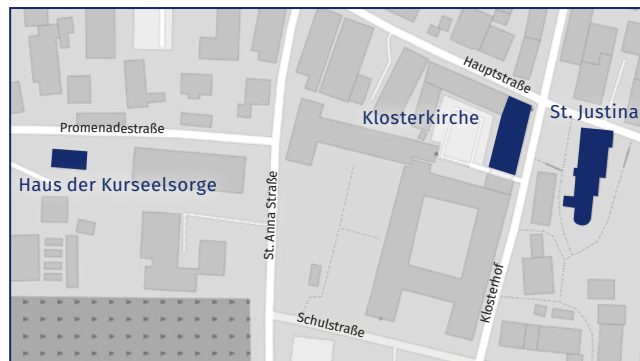 Hauptstraße
Klosterkirche
St. Justina
Promenadestraße
Haus der Kurseelsorge
St. Anna Straße
Klosterhof
Schulstraße